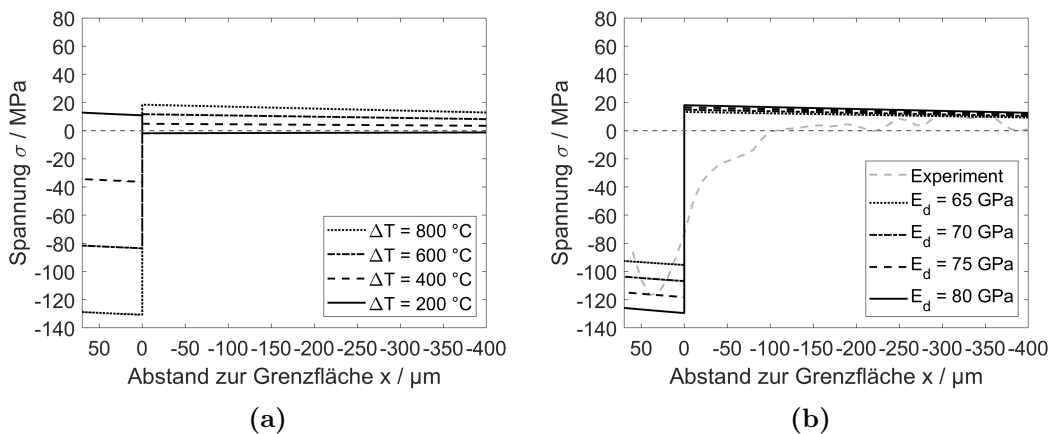 80
60
40
20
0
-20
-40
-60
-80
-100
-120
-140
Spannung σ / MPa
50 0 -50 -100 -150 -200 -250 -300 -350 -400
Abstand zur Grenzfläche x / µm
ΔT = 800 °C
ΔT = 600 °C
ΔT = 400 °C
ΔT = 200 °C
(a)
80
60
40
20
0
-20
-40
-60
-80
-100
-120
-140
Spannung σ / MPa
50 0 -50 -100 -150 -200 -250 -300 -350 -400
Abstand zur Grenzfläche x / µm
Experiment
E_d = 65 GPa
E_d = 70 GPa
E_d = 75 GPa
E_d = 80 GPa
(b)